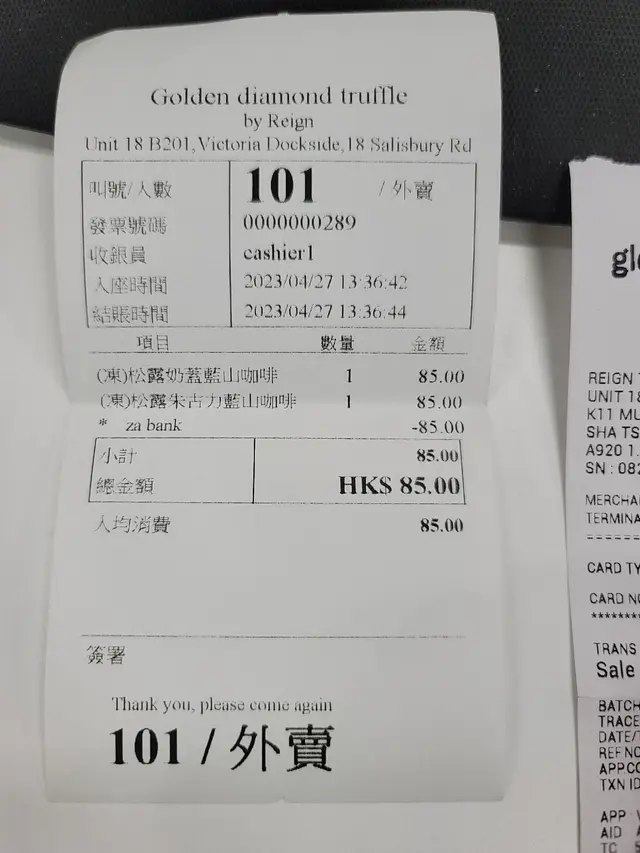 Golden diamond truffle
by Reign
Unit 18 B201,Victoria Dockside,18 Salisbury Rd
叫號/人數 101 /外賣
發票號碼 0000000289
收銀員 cashier1
入座時間 2023/04/27 13:36:42
結賬時間 2023/04/27 13:36:44
項目 數量 金額
(凍)松露奶蓋藍山咖啡 1 85.00
(凍)松露朱古力藍山咖啡 1 85.00
* za bank -85.00
小計 85.00
總金額 HK$ 85.00
人均消費 85.00
簽署
Thank you, please come again
101 / 外賣
REIGN
UNIT 18
K11 MU
SHA TS
A920 1.
SN : 082
MERCHA
TERMINA
CARD TY
CARD NO
TRANS
Sale
BATCH
TRACE
DATE/T
REF NO
APP.CO
TXN ID
APP
AID
TC